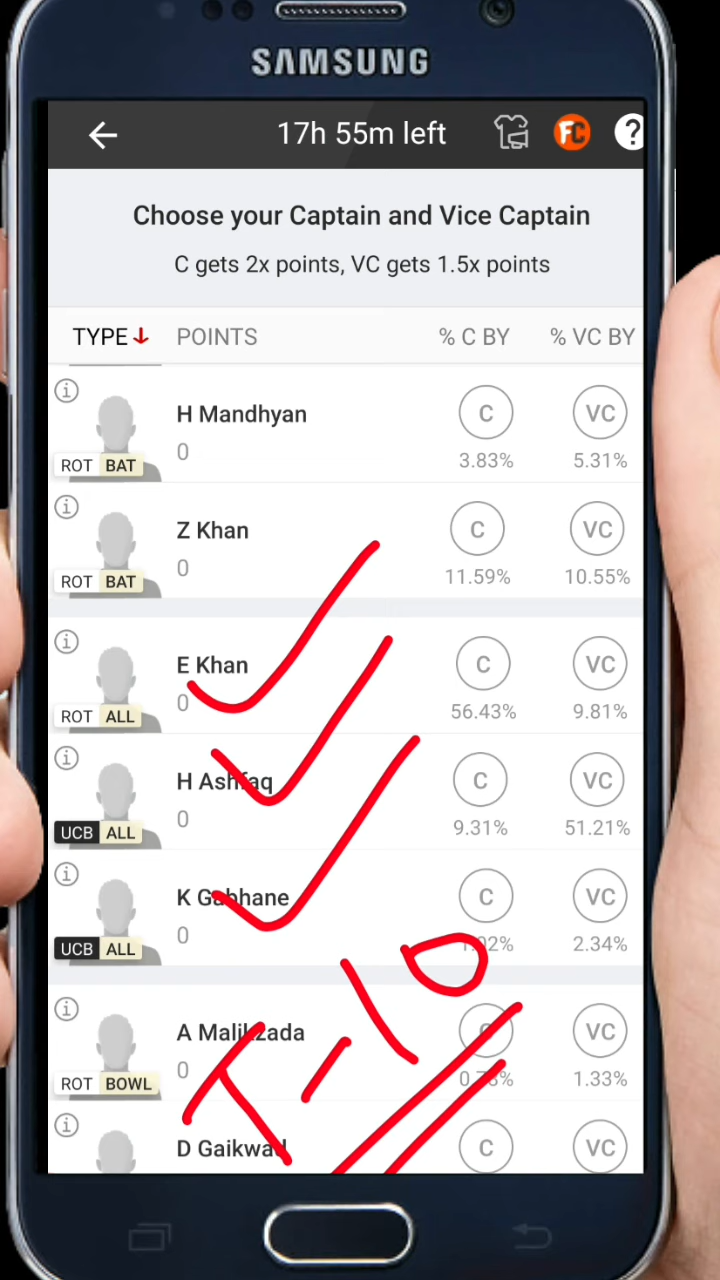 SAMSUNG
17h 55m left
FC
?
Choose your Captain and Vice Captain
C gets 2x points, VC gets 1.5x points
TYPE POINTS % C BY % VC BY
i
H Mandhyan C VC
ROT BAT 0 3.83% 5.31%
i
Z Khan C VC
ROT BAT 0 11.59% 10.55%
i
E Khan C VC
ROT ALL 0 56.43% 9.81%
i
H Ashfaq C VC
UCB ALL 0 9.31% 51.21%
i
K Gabhane C VC
UCB ALL 0 2.34%
i
A Malikzada C VC
ROT BOWL 0 1.33%
i
D Gaikwad C VC
T-10